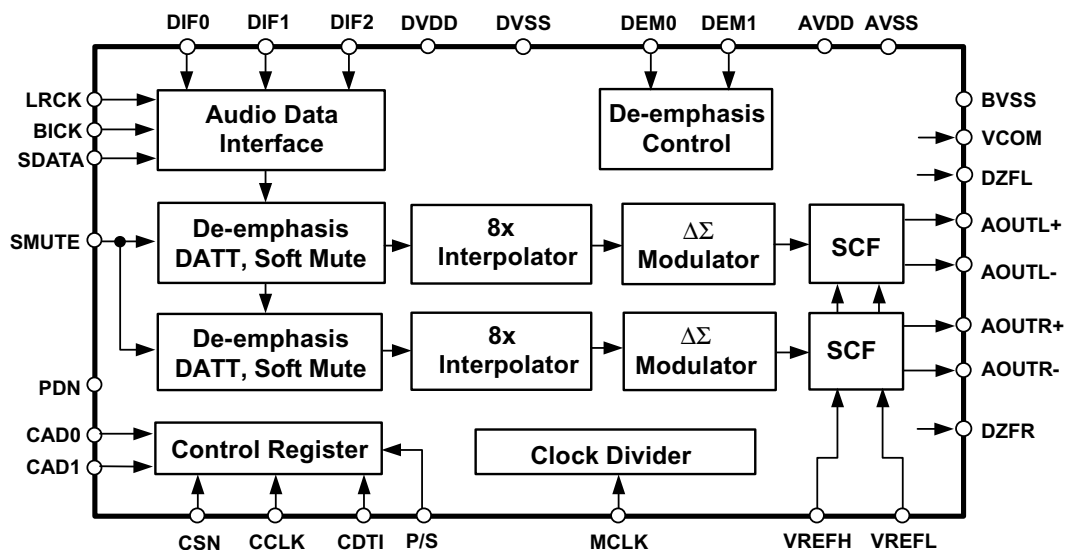 DIF0 DIF1 DIF2 DVDD DVSS DEM0 DEM1 AVDD AVSS
LRCK
BICK
SDATA
Audio Data
Interface
De-emphasis
Control
BVSS
VCOM
DZFL
SMUTE
De-emphasis
DATT, Soft Mute
8x
Interpolator
ΔΣ
Modulator
SCF
AOUTL+
AOUTL-
De-emphasis
DATT, Soft Mute
8x
Interpolator
ΔΣ
Modulator
SCF
AOUTR+
AOUTR-
PDN
CAD0
CAD1
Control Register
Clock Divider
DZFR
CSN CCLK CDTI P/S MCLK VREFH VREFL